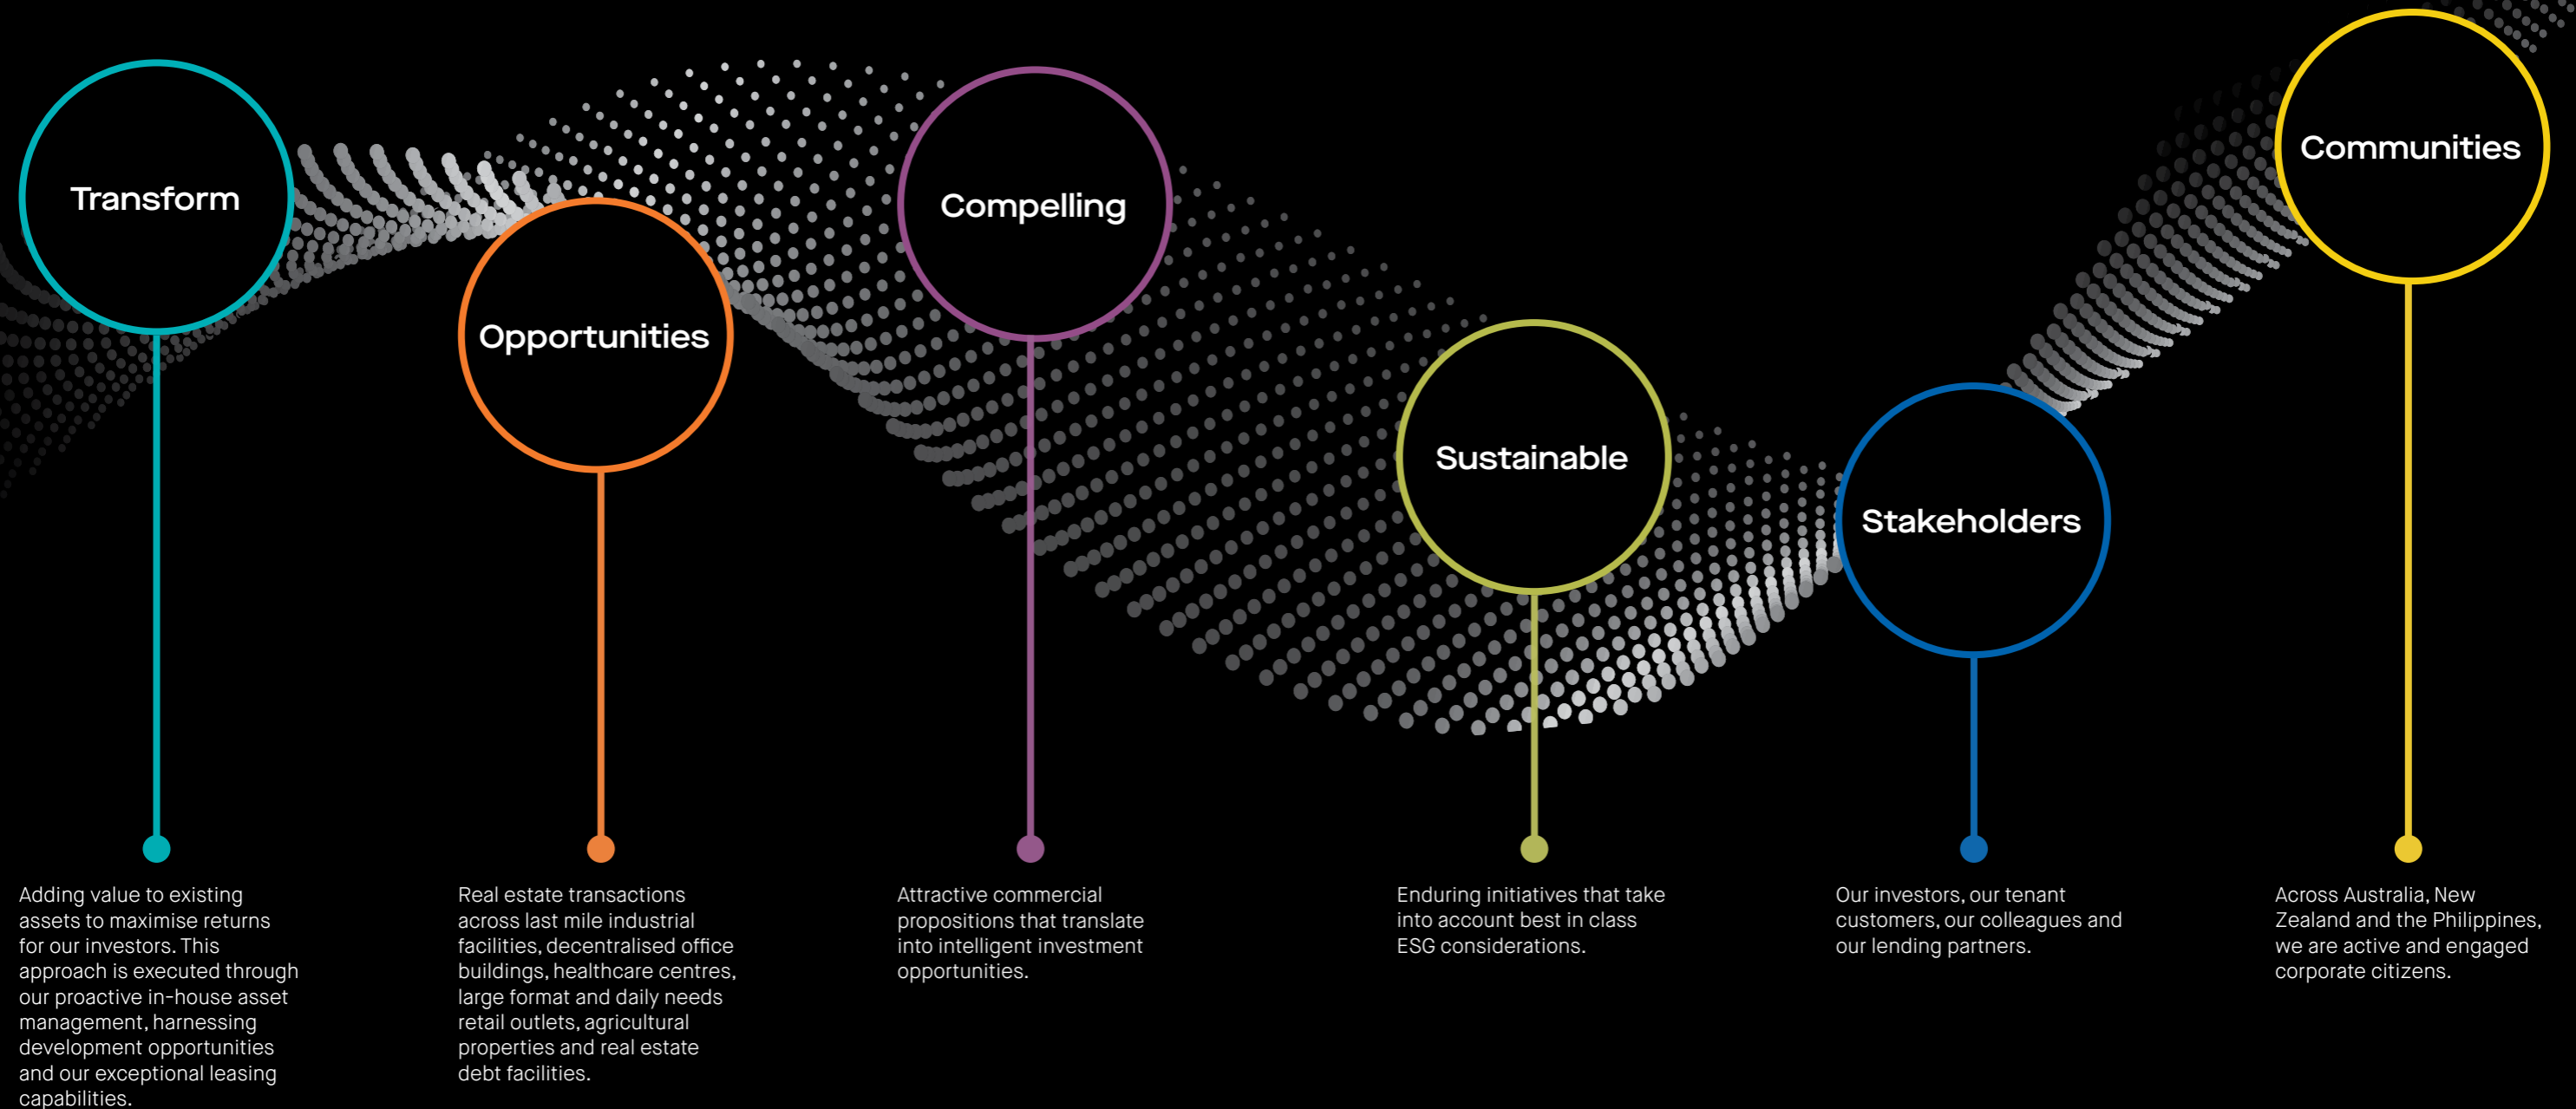 Transform
Opportunities
Compelling
Sustainable
Stakeholders
Communities
Adding value to existing
assets to maximise returns
for our investors. This
approach is executed through
our proactive in-house asset
management, harnessing
development opportunities
and our exceptional leasing
capabilities.
Real estate transactions
across last mile industrial
facilities, decentralised office
buildings, healthcare centres,
large format and daily needs
retail outlets, agricultural
properties and real estate
debt facilities.
Attractive commercial
propositions that translate
into intelligent investment
opportunities.
Enduring initiatives that take
into account best in class
ESG considerations.
Our investors, our tenant
customers, our colleagues and
our lending partners.
Across Australia, New
Zealand and the Philippines,
we are active and engaged
corporate citizens.